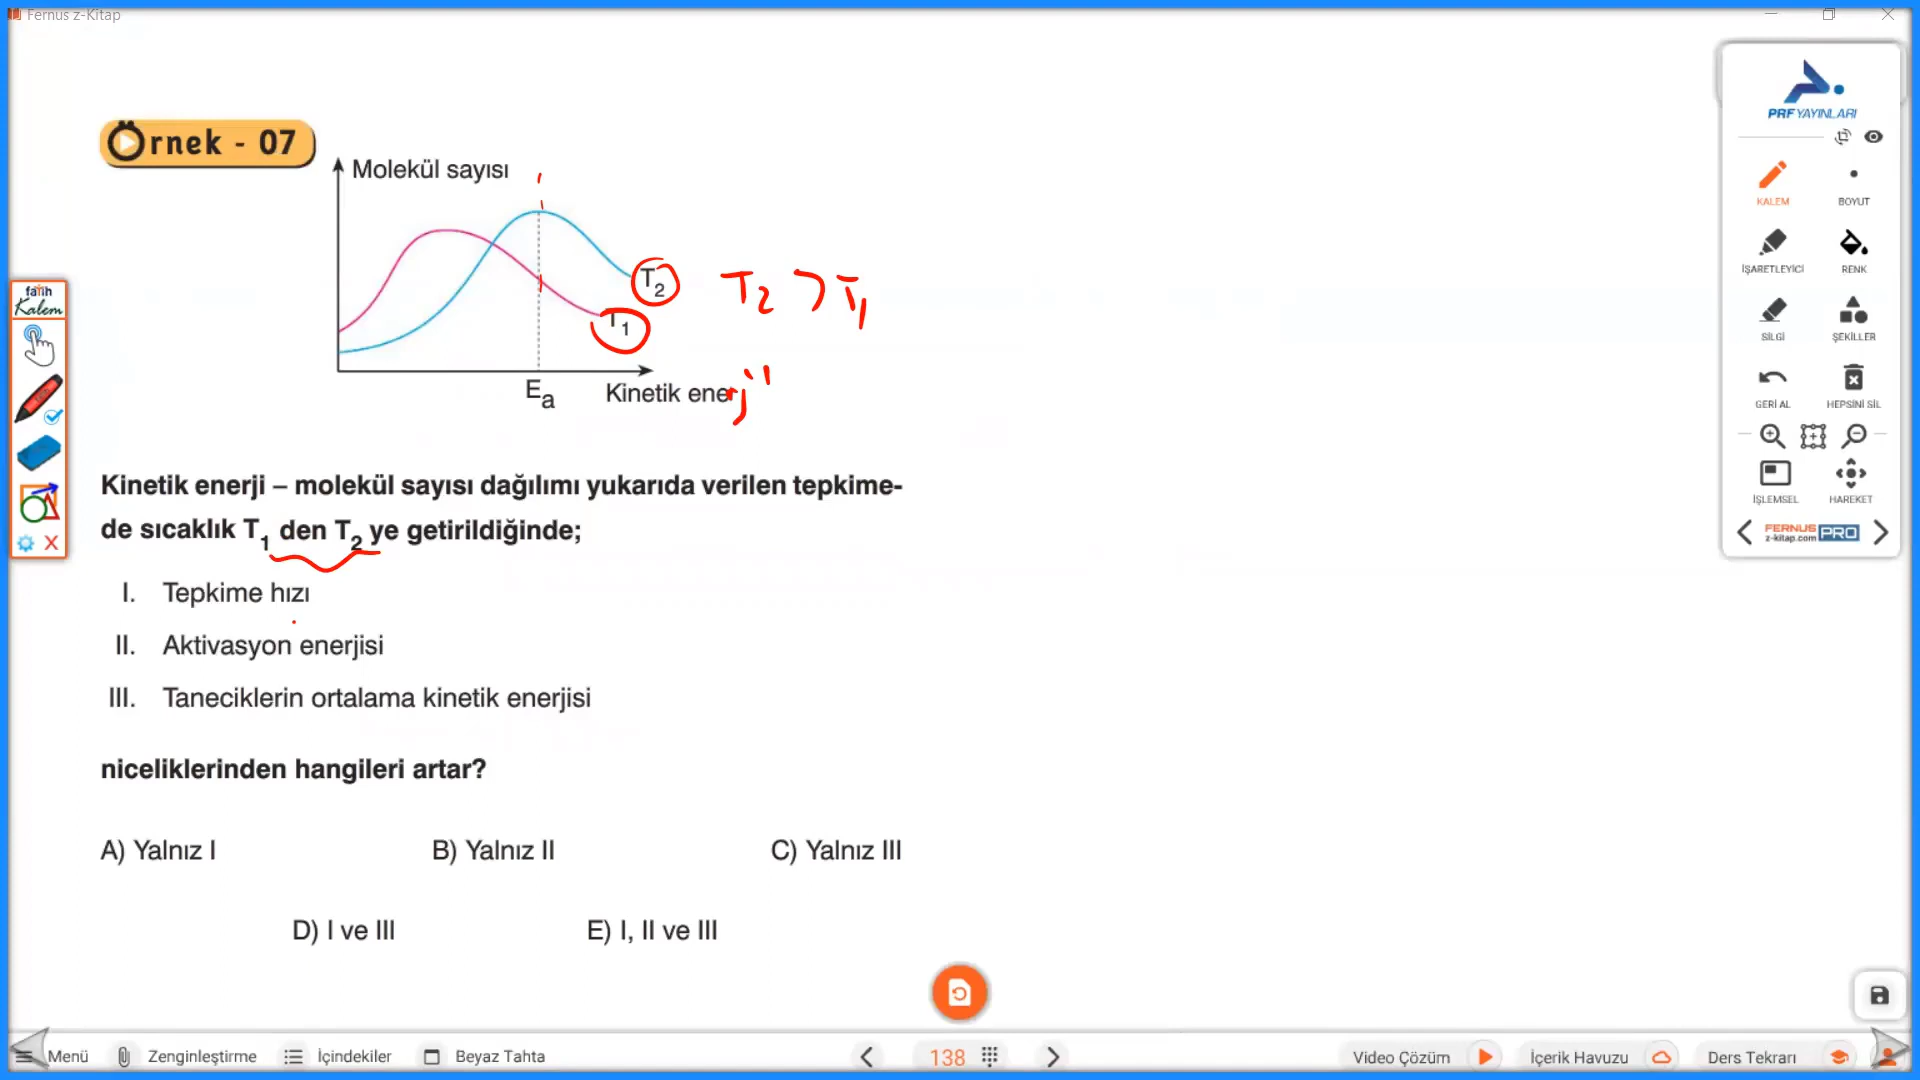 Fernus z-Kitap
Örnek - 07
Molekül sayısı
T2
T1
T2 > T1
Ea
Kinetik enerji
Kinetik enerji – molekül sayısı dağılımı yukarıda verilen tepkime-
de sıcaklık T1 den T2 ye getirildiğinde;
I. Tepkime hızı
II. Aktivasyon enerjisi
III. Taneciklerin ortalama kinetik enerjisi
niceliklerinden hangileri artar?
A) Yalnız I
B) Yalnız II
C) Yalnız III
D) I ve III
E) I, II ve III
fatih
Kalem
PRF YAYINLARI
KALEM
BOYUT
İŞARETLEYİCİ
RENK
SİLGİ
ŞEKİLLER
GERİ AL
HEPSİNİ SİL
İŞLEMSEL
HAREKET
FERNUS
z-kitap.com PRO
Menü
Zenginleştirme
İçindekiler
Beyaz Tahta
138
Video Çözüm
İçerik Havuzu
Ders Tekrarı